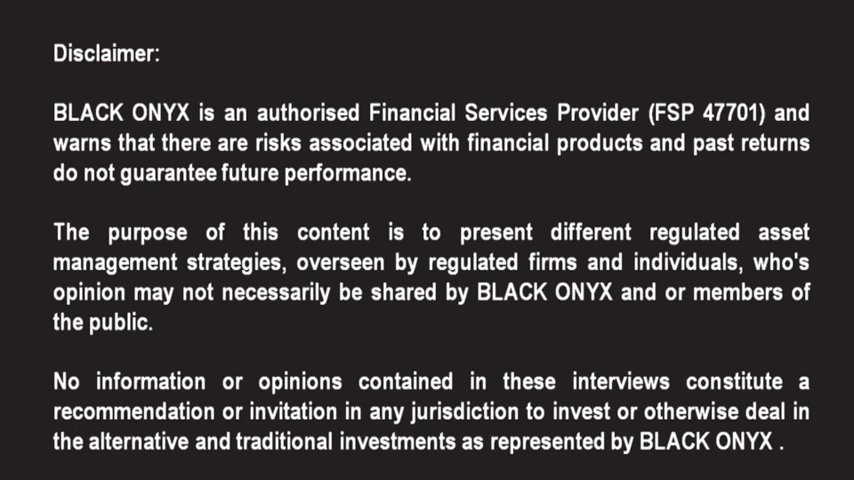 Disclaimer:
BLACK ONYX is an authorised Financial Services Provider (FSP 47701) and
warns that there are risks associated with financial products and past returns
do not guarantee future performance.
The purpose of this content is to present different regulated asset
management strategies, overseen by regulated firms and individuals, who's
opinion may not necessarily be shared by BLACK ONYX and or members of
the public.
No information or opinions contained in these interviews constitute a
recommendation or invitation in any jurisdiction to invest or otherwise deal in
the alternative and traditional investments as represented by BLACK ONYX .